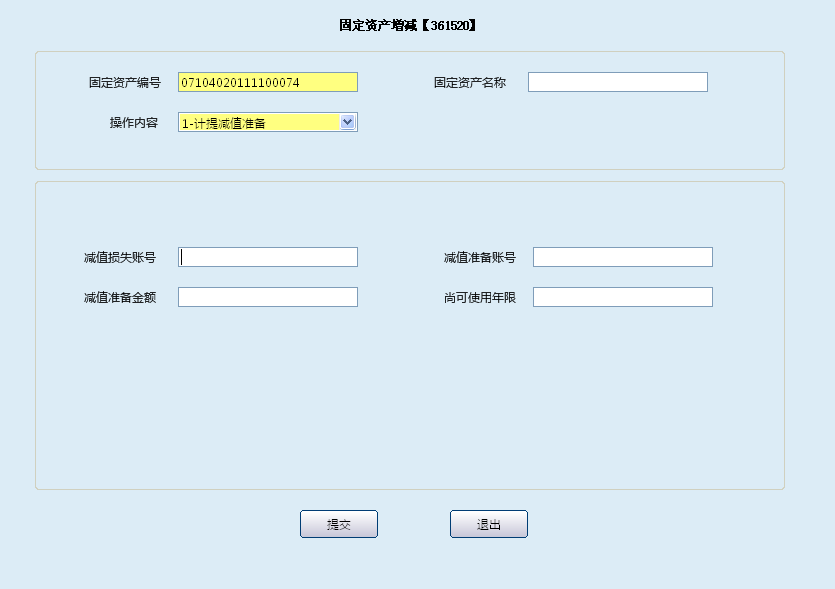 固定资产增减【361520】
固定资产编号 07104020111100074 固定资产名称
操作内容 1-计提减值准备
减值损失账号 减值准备账号
减值准备金额 尚可使用年限
提交 退出